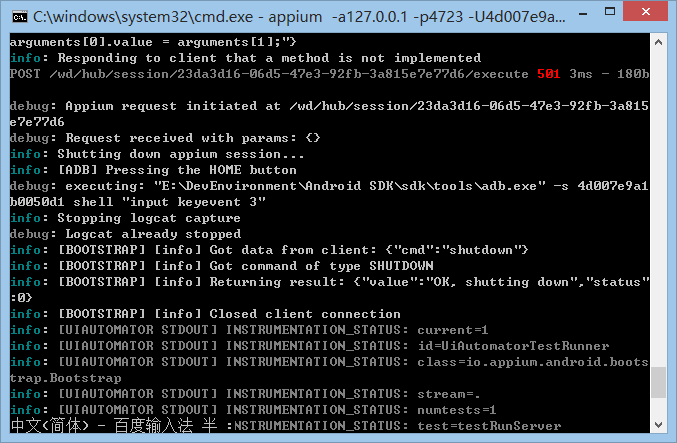 C:\windows\system32\cmd.exe - appium  -a127.0.0.1 -p4723 -U4d007e9a...
arguments[0].value = arguments[1];"}
info: Responding to client that a method is not implemented
POST /wd/hub/session/23da3d16-06d5-47e3-92fb-3a815e7e77d6/execute 501 3ms - 180b
debug: Appium request initiated at /wd/hub/session/23da3d16-06d5-47e3-92fb-3a815
e7e77d6
debug: Request received with params: {}
info: Shutting down appium session...
info: [ADB] Pressing the HOME button
debug: executing: "E:\DevEnvironment\Android SDK\sdk\tools\adb.exe" -s 4d007e9a1
b0050d1 shell "input keyevent 3"
info: Stopping logcat capture
debug: Logcat already stopped
info: [BOOTSTRAP] [info] Got data from client: {"cmd":"shutdown"}
info: [BOOTSTRAP] [info] Got command of type SHUTDOWN
info: [BOOTSTRAP] [info] Returning result: {"value":"OK, shutting down","status"
:0}
info: [BOOTSTRAP] [info] Closed client connection
info: [UIAUTOMATOR STDOUT] INSTRUMENTATION_STATUS: current=1
info: [UIAUTOMATOR STDOUT] INSTRUMENTATION_STATUS: id=UiAutomatorTestRunner
info: [UIAUTOMATOR STDOUT] INSTRUMENTATION_STATUS: class=io.appium.android.boots
trap.Bootstrap
info: [UIAUTOMATOR STDOUT] INSTRUMENTATION_STATUS: stream=.
info: [UIAUTOMATOR STDOUT] INSTRUMENTATION_STATUS: numtests=1
中文(简体) - 百度输入法 半 :NSTRUMENTATION_STATUS: test=testRunServer